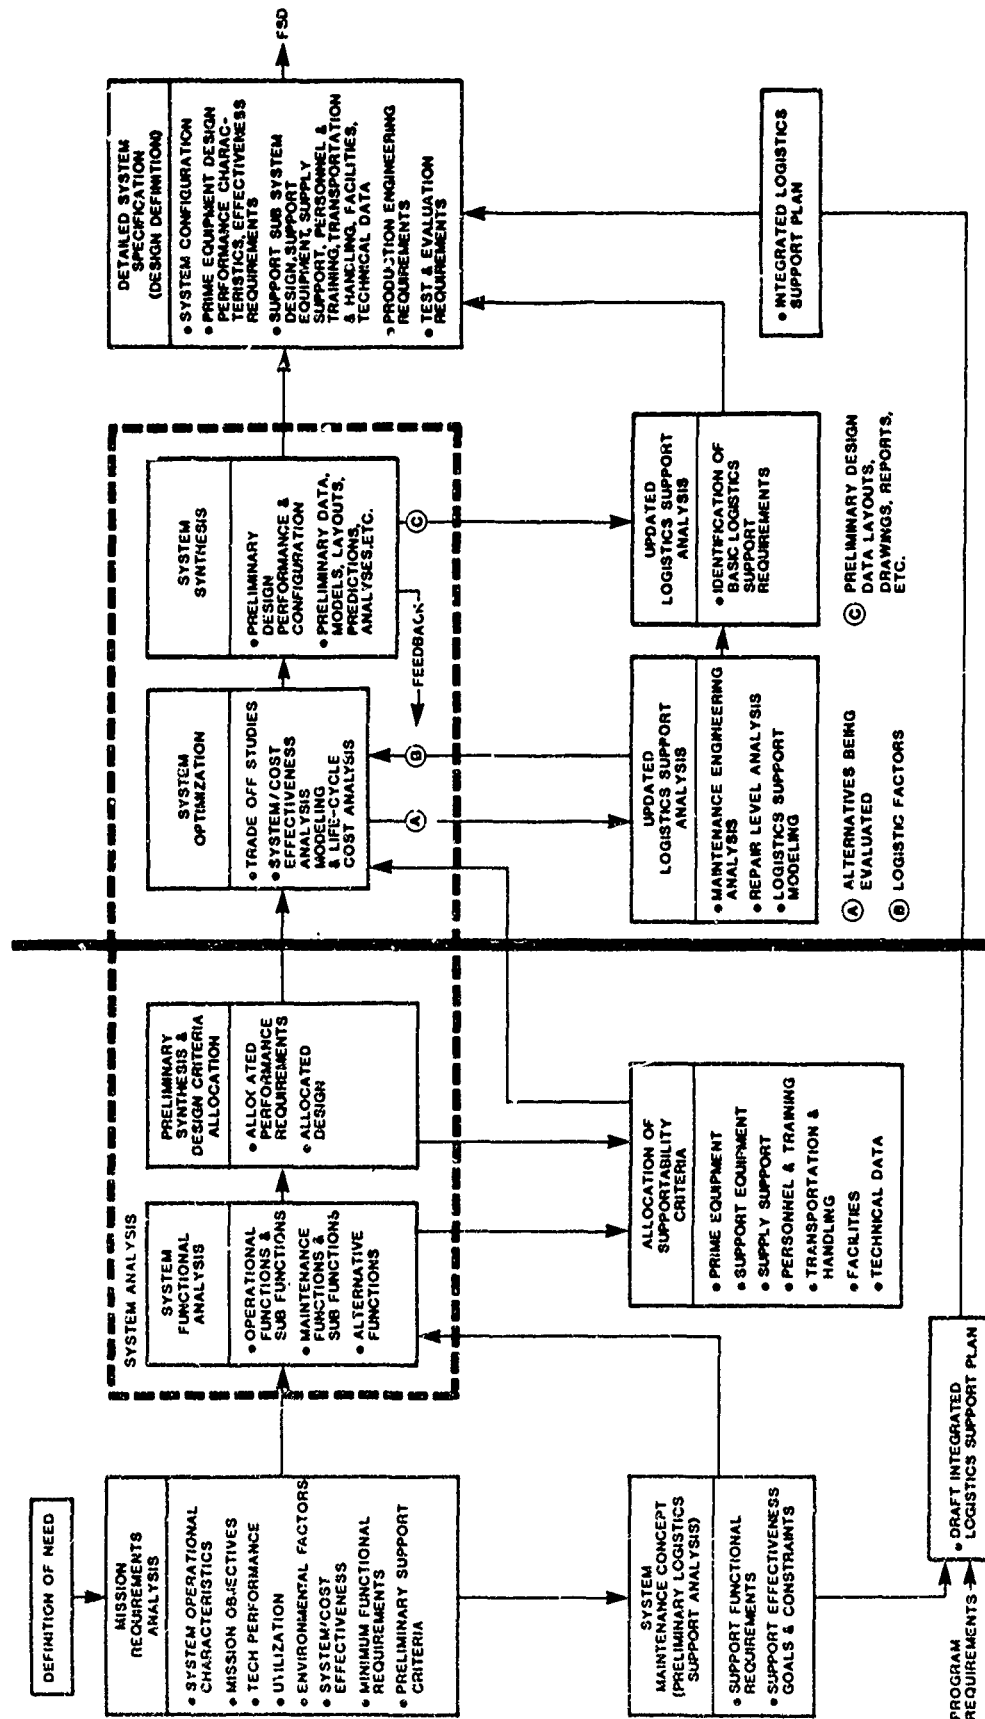 DEFINITION OF NEED
MISSION
REQUIREMENTS
ANALYSIS
• SYSTEM OPERATIONAL
CHARACTERISTICS
• MISSION OBJECTIVES
• TECH PERFORMANCE
• UTILIZATION
• ENVIRONMENTAL FACTORS
• SYSTEM/COST
EFFECTIVENESS
• MINIMUM FUNCTIONAL
REQUIREMENTS
• PRELIMINARY SUPPORT
CRITERIA
SYSTEM
MAINTENANCE CONCEPT
(PRELIMINARY LOGISTICS
SUPPORT ANALYSIS)
• SUPPORT FUNCTIONAL
REQUIREMENTS
• SUPPORT EFFECTIVENESS
GOALS & CONSTRAINTS
PROGRAM
REQUIREMENTS
• DRAFT INTEGRATED
LOGISTICS SUPPORT PLAN
SYSTEM ANALYSIS
SYSTEM
FUNCTIONAL
ANALYSIS
• OPERATIONAL
FUNCTIONS &
SUB FUNCTIONS
• MAINTENANCE
FUNCTIONS &
SUB FUNCTIONS
• ALTERNATIVE
FUNCTIONS
PRELIMINARY
SYNTHESIS &
DESIGN CRITERIA
ALLOCATION
• ALLOCATED
PERFORMANCE
REQUIREMENTS
• ALLOCATED
DESIGN
ALLOCATION OF
SUPPORTABILITY
CRITERIA
• PRIME EQUIPMENT
• SUPPORT EQUIPMENT
• SUPPLY SUPPORT
• PERSONNEL & TRAINING
• TRANSPORTATION &
HANDLING
• FACILITIES
• TECHNICAL DATA
SYSTEM
OPTIMIZATION
• TRADE OFF STUDIES
• SYSTEM/COST
EFFECTIVENESS
ANALYSIS
MODELING
& LIFE-CYCLE
COST ANALYSIS
A
B
FEEDBACK
SYSTEM
SYNTHESIS
• PRELIMINARY
DESIGN
PERFORMANCE &
CONFIGURATION
• PRELIMINARY DATA,
MODELS, LAYOUTS,
PREDICTIONS,
ANALYSES, ETC.
C
UPDATED
LOGISTICS SUPPORT
ANALYSIS
• MAINTENANCE ENGINEERING
ANALYSIS
• REPAIR LEVEL ANALYSIS
• LOGISTICS SUPPORT
MODELING
UPDATED
LOGISTICS SUPPORT
ANALYSIS
• IDENTIFICATION OF
BASIC LOGISTICS
SUPPORT
REQUIREMENTS
A ALTERNATIVES BEING
EVALUATED
B LOGISTIC FACTORS
C PRELIMINARY DESIGN
DATA LAYOUTS,
DRAWINGS, REPORTS,
ETC.
DETAILED SYSTEM
SPECIFICATION
(DESIGN DEFINITION)
• SYSTEM CONFIGURATION
• PRIME EQUIPMENT DESIGN
PERFORMANCE CHARAC-
TERISTICS, EFFECTIVENESS
REQUIREMENTS
• SUPPORT SUB SYSTEM
DESIGN, SUPPORT
EQUIPMENT, SUPPLY
SUPPORT, PERSONNEL &
TRAINING, TRANSPORTATION
& HANDLING, FACILITIES,
TECHNICAL DATA
• PRODUCTION ENGINEERING
REQUIREMENTS
• TEST & EVALUATION
REQUIREMENTS
FSD
• INTEGRATED LOGISTICS
SUPPORT PLAN